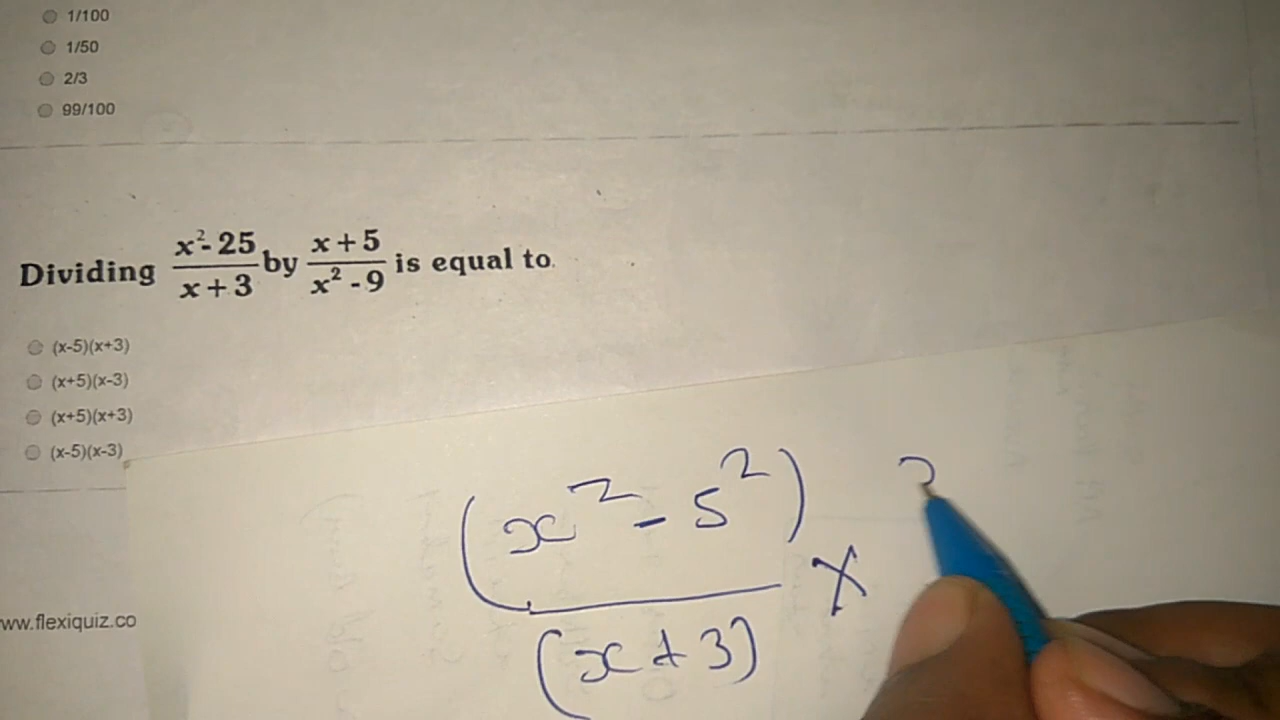 1/100
1/50
2/3
99/100
Dividing (x² - 25)/(x + 3) by (x + 5)/(x² - 9) is equal to
(x-5)(x+3)
(x+5)(x-3)
(x+5)(x+3)
(x-5)(x-3)
(x² - 5²)
×
(x + 3)
ww.flexiquiz.co